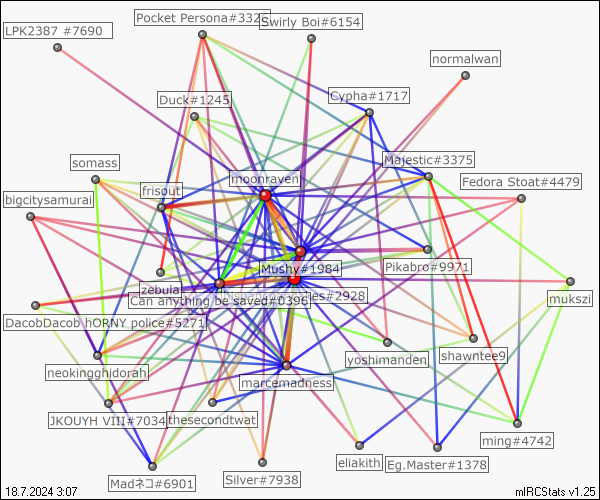 Pocket Persona#332
Swirly Boi#6154
LPK2387 #7690
normalwan
Duck#1245
Cypha#1717
somass
Majestic#3375
moonraven
frisout
Fedora Stoat#4479
bigcitysamurai
Mushy#1984
Pikabro#9971
zebula
les#2928
Can anything be saved#0396
mukszi
DacobDacob hORNY police#5271
yoshimanden
shawntee9
neokingghidorah
marcemadness
JKOUYH VIII#7034
thesecondtwat
ming#4742
eliakith
Eg.Master#1378
Madネコ#6901
Silver#7938
18.7.2024 3:07
mIRCStats v1.25